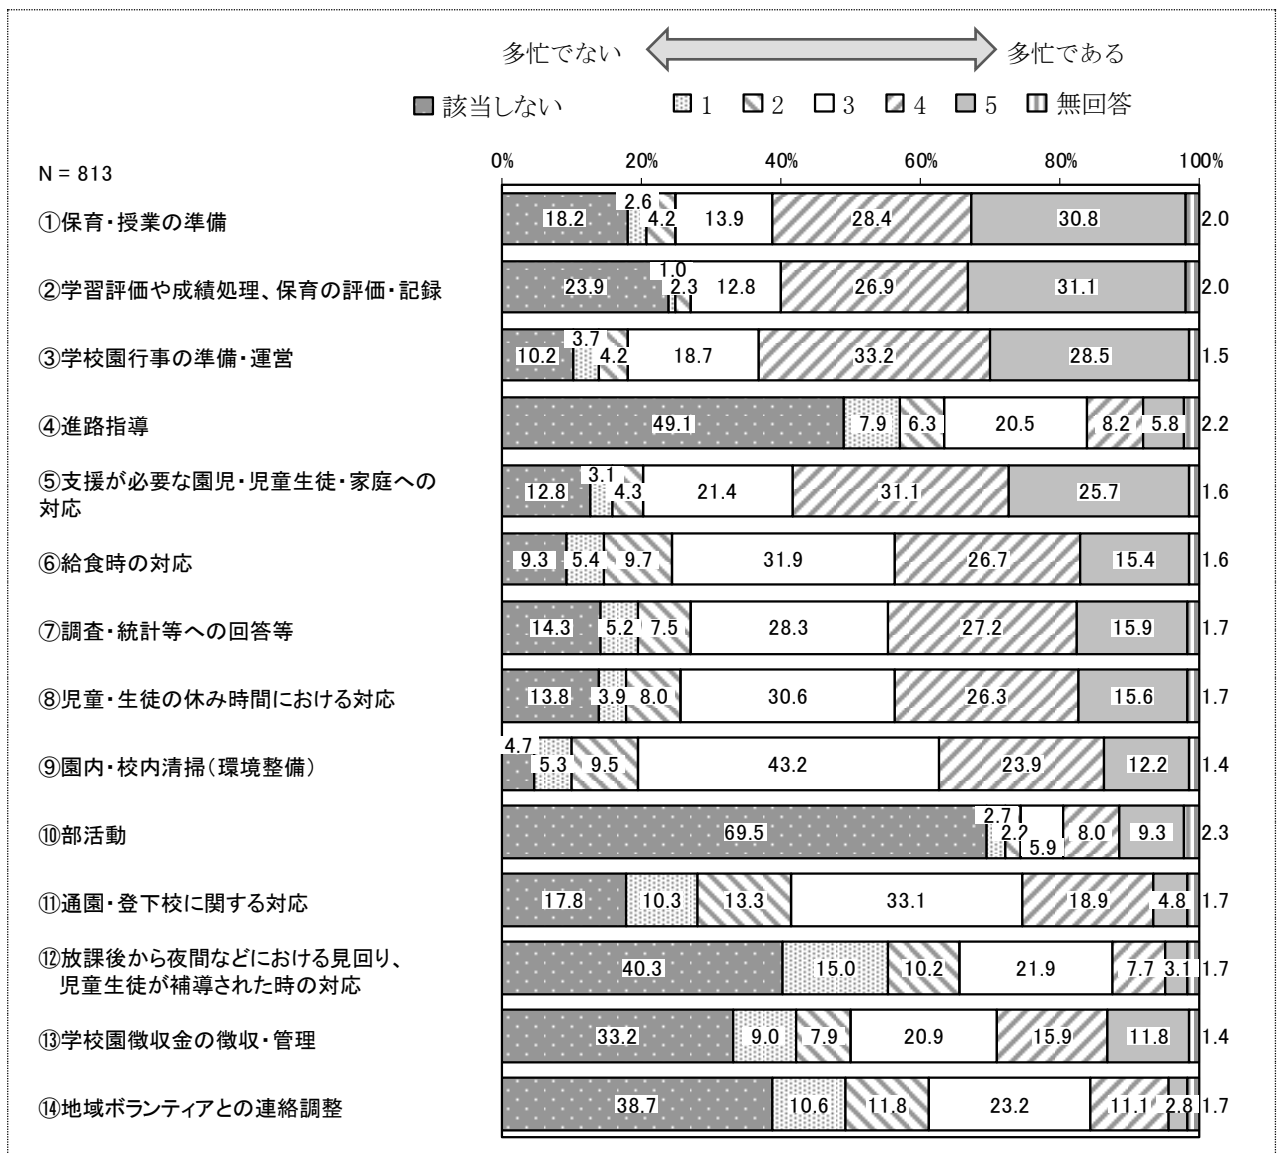 多忙でない 多忙である
該当しない 1 2 3 4 5 無回答
N = 813
0% 20% 40% 60% 80% 100%
①保育・授業の準備 18.2 2.6 4.2 13.9 28.4 30.8 2.0
②学習評価や成績処理、保育の評価・記録 23.9 1.0 2.3 12.8 26.9 31.1 2.0
③学校園行事の準備・運営 10.2 3.7 4.2 18.7 33.2 28.5 1.5
④進路指導 49.1 7.9 6.3 20.5 8.2 5.8 2.2
⑤支援が必要な園児・児童生徒・家庭への
対応 12.8 3.1 4.3 21.4 31.1 25.7 1.6
⑥給食時の対応 9.3 5.4 9.7 31.9 26.7 15.4 1.6
⑦調査・統計等への回答等 14.3 5.2 7.5 28.3 27.2 15.9 1.7
⑧児童・生徒の休み時間における対応 13.8 3.9 8.0 30.6 26.3 15.6 1.7
⑨園内・校内清掃（環境整備） 4.7 5.3 9.5 43.2 23.9 12.2 1.4
⑩部活動 69.5 2.7 2.2 5.9 8.0 9.3 2.3
⑪通園・登下校に関する対応 17.8 10.3 13.3 33.1 18.9 4.8 1.7
⑫放課後から夜間などにおける見回り、
児童生徒が補導された時の対応 40.3 15.0 10.2 21.9 7.7 3.1 1.7
⑬学校園徴収金の徴収・管理 33.2 9.0 7.9 20.9 15.9 11.8 1.4
⑭地域ボランティアとの連絡調整 38.7 10.6 11.8 23.2 11.1 2.8 1.7